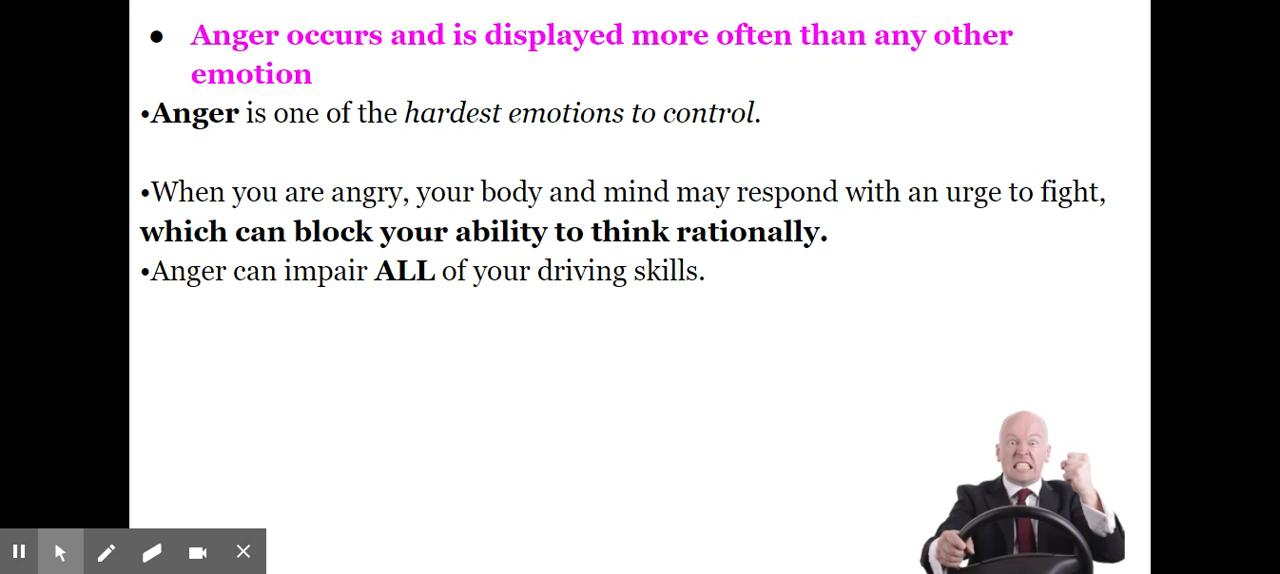 ● Anger occurs and is displayed more often than any other
emotion
•Anger is one of the hardest emotions to control.
•When you are angry, your body and mind may respond with an urge to fight,
which can block your ability to think rationally.
•Anger can impair ALL of your driving skills.